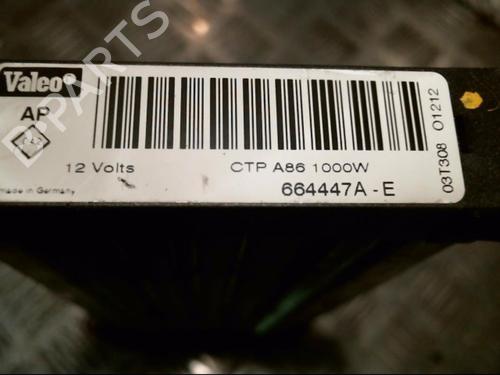 Valeo
AP
12 Volts
CTP A86 1000W
made in Germany
664447A - E
03T308 O1212
PARTS